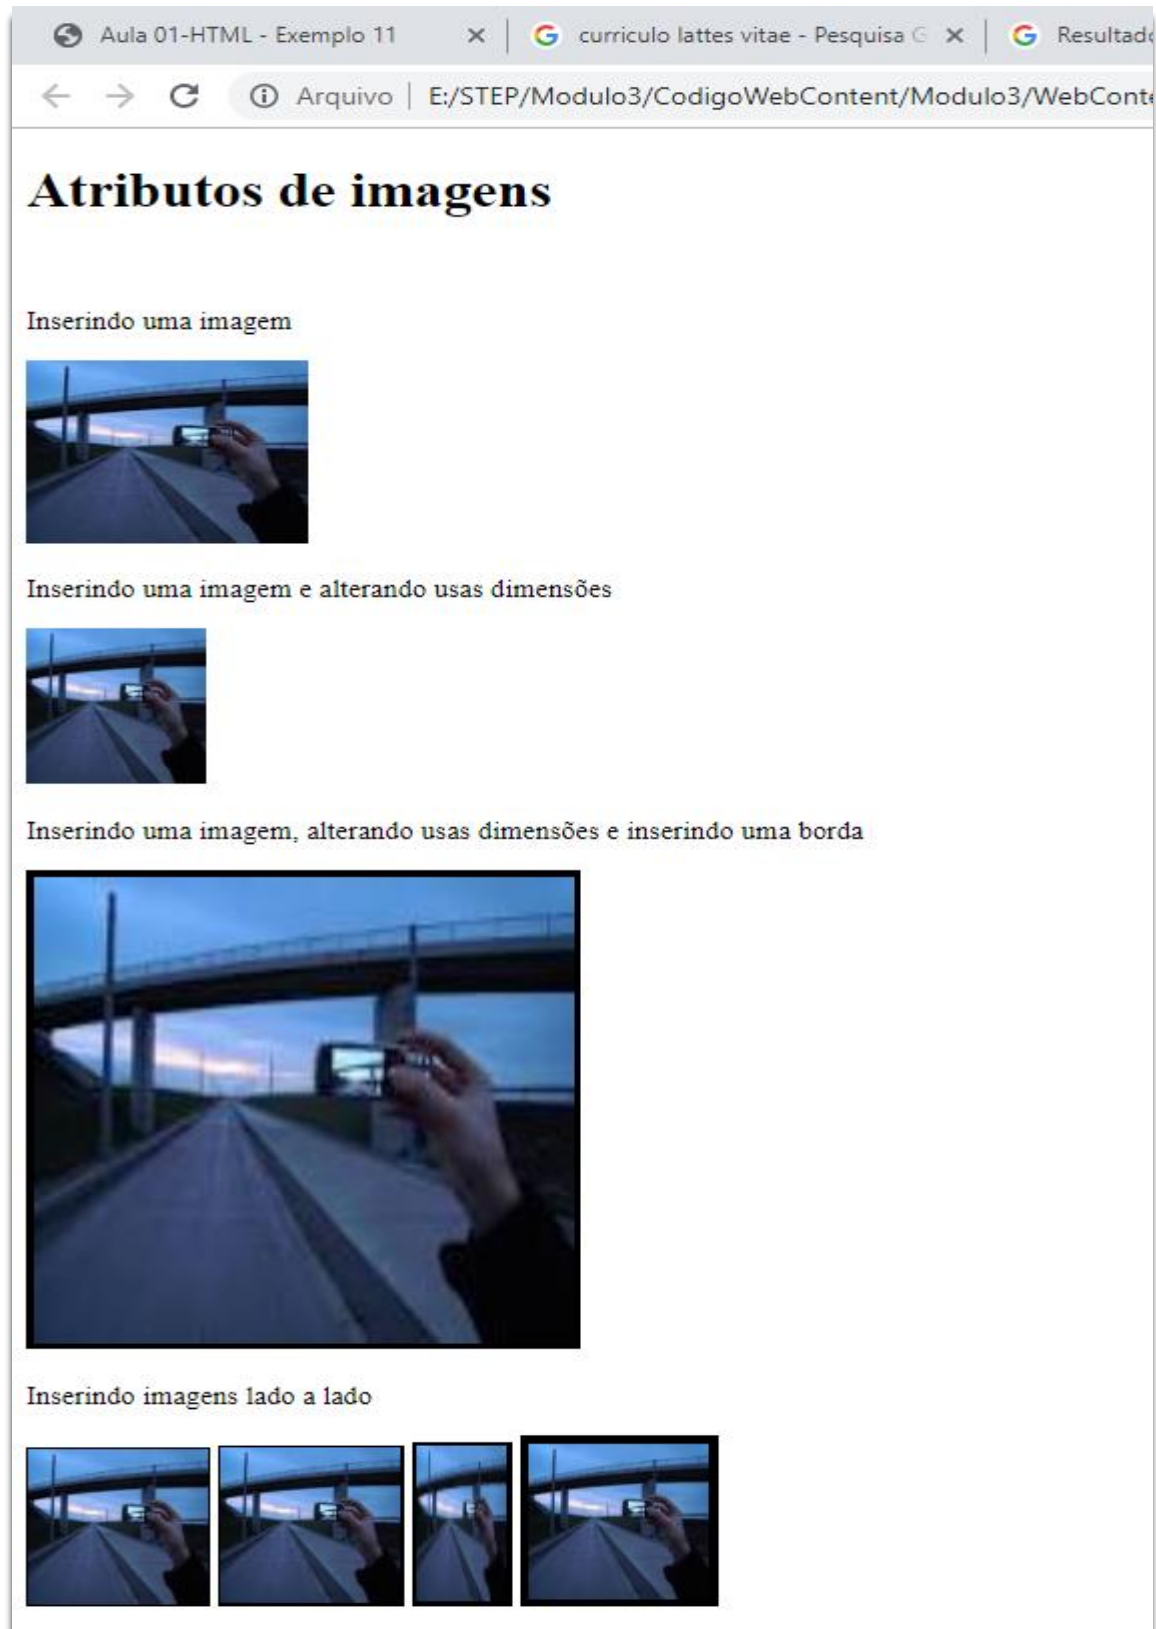 Aula 01-HTML - Exemplo 11
curriculo lattes vitae - Pesquisa G
Resultado
Arquivo | E:/STEP/Modulo3/CodigoWebContent/Modulo3/WebConte
Atributos de imagens
Inserindo uma imagem
Inserindo uma imagem e alterando usas dimensões
Inserindo uma imagem, alterando usas dimensões e inserindo uma borda
Inserindo imagens lado a lado